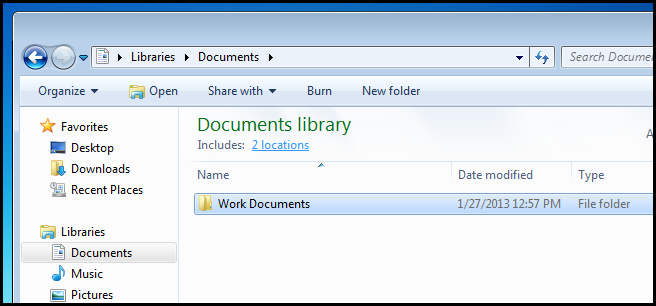 Libraries Documents Search Docume
Organize Open Share with Burn New folder
Favorites
Desktop
Downloads
Recent Places
Libraries
Documents
Music
Pictures
Documents library
Includes: 2 locations
A
Name Date modified Type
Work Documents 1/27/2013 12:57 PM File folder